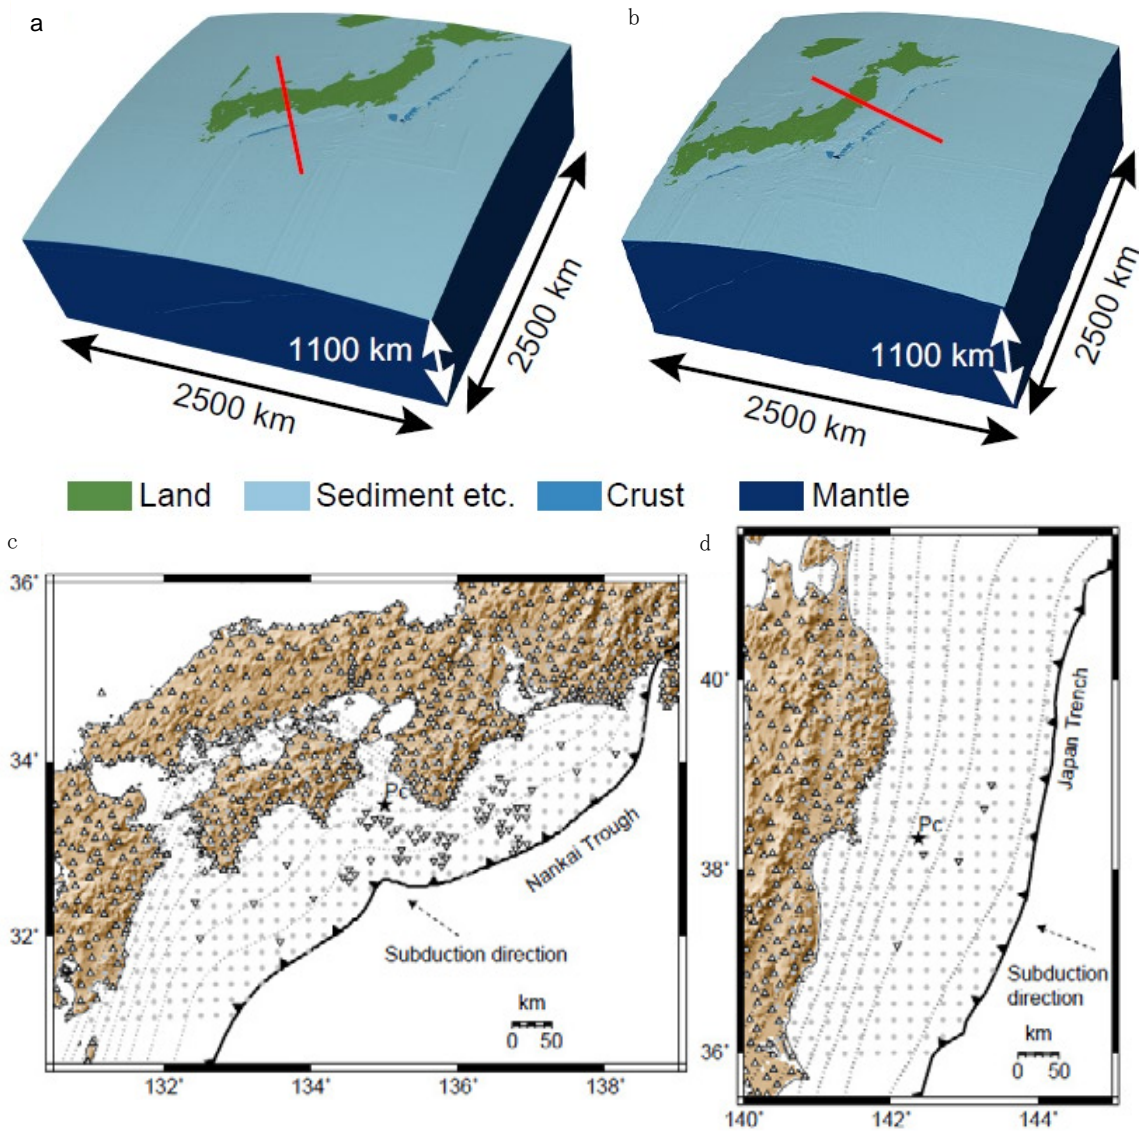 a
1100 km
2500 km
2500 km
b
1100 km
2500 km
2500 km
Land
Sediment etc.
Crust
Mantle
c
36°
34°
32°
132°
134°
136°
138°
Pc
Nankai Trough
Subduction direction
km
0 50
d
40°
38°
36°
140°
142°
144°
Pc
Japan Trench
Subduction
direction
km
0 50